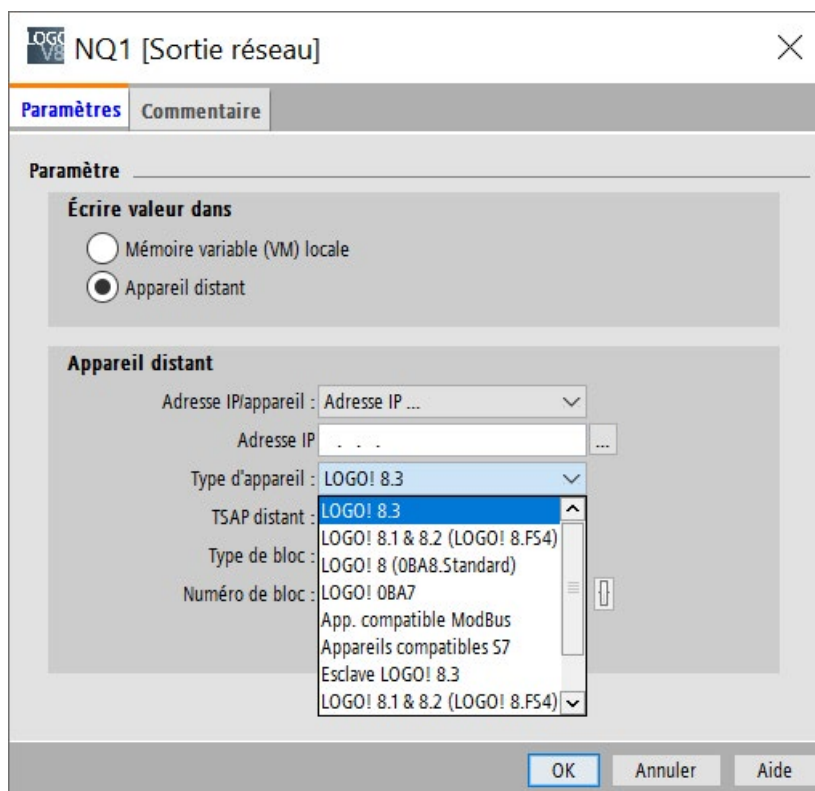 LOGO V8 NQ1 [Sortie réseau]
Paramètres Commentaire
Paramètre
Écrire valeur dans
Mémoire variable (VM) locale
Appareil distant
Appareil distant
Adresse IP/appareil : Adresse IP ...
Adresse IP . . . ...
Type d'appareil : LOGO! 8.3
TSAP distant : LOGO! 8.3
LOGO! 8.1 & 8.2 (LOGO! 8.FS4)
Type de bloc : LOGO! 8 (0BA8.Standard)
Numéro de bloc : LOGO! 0BA7
App. compatible ModBus
Appareils compatibles S7
Esclave LOGO! 8.3
LOGO! 8.1 & 8.2 (LOGO! 8.FS4)
OK Annuler Aide